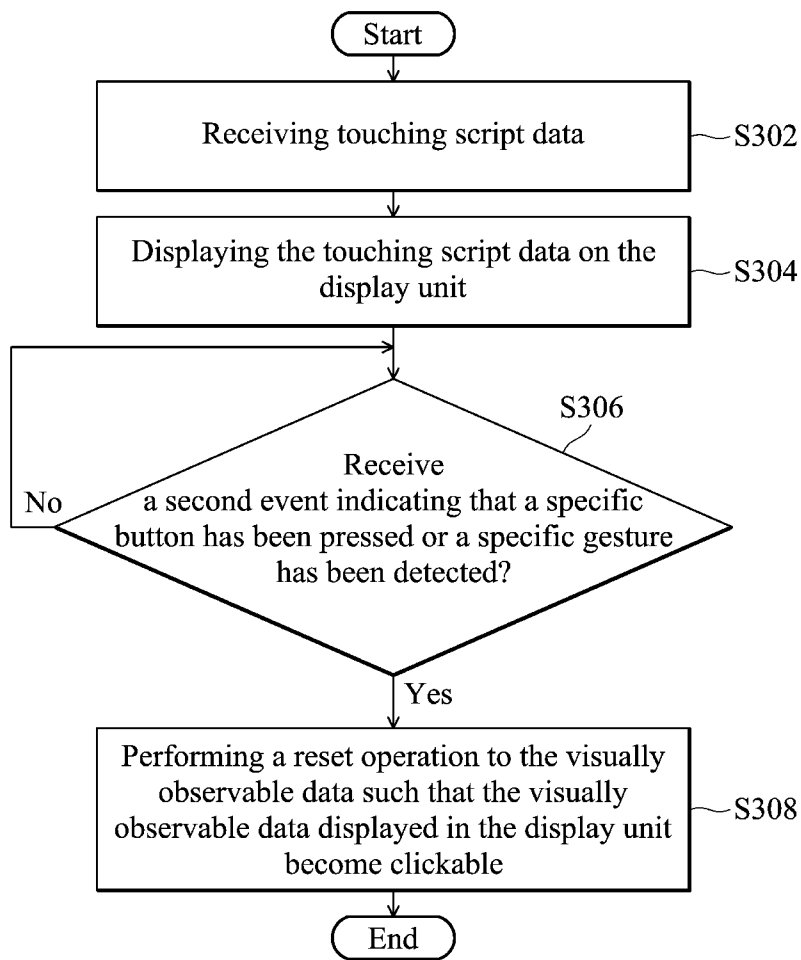 Start
Receiving touching script data
S302
Displaying the touching script data on the
display unit
S304
S306
Receive
a second event indicating that a specific
button has been pressed or a specific gesture
has been detected?
No
Yes
Performing a reset operation to the visually
observable data such that the visually
observable data displayed in the display unit
become clickable
S308
End